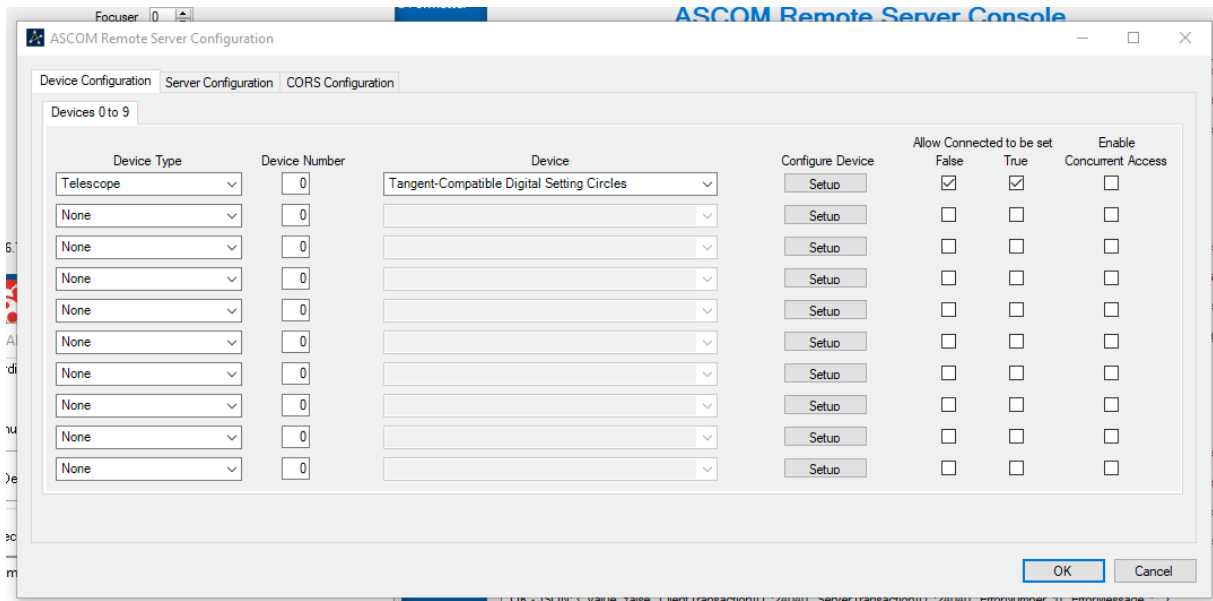 Focuser 0
ASCOM Remote Server Console
ASCOM Remote Server Configuration
Device Configuration Server Configuration CORS Configuration
Devices 0 to 9
Allow Connected to be set Enable
Device Type Device Number Device Configure Device False True Concurrent Access
Telescope 0 Tangent-Compatible Digital Setting Circles Setup
None 0 Setup
None 0 Setup
None 0 Setup
None 0 Setup
None 0 Setup
None 0 Setup
None 0 Setup
None 0 Setup
None 0 Setup
OK Cancel